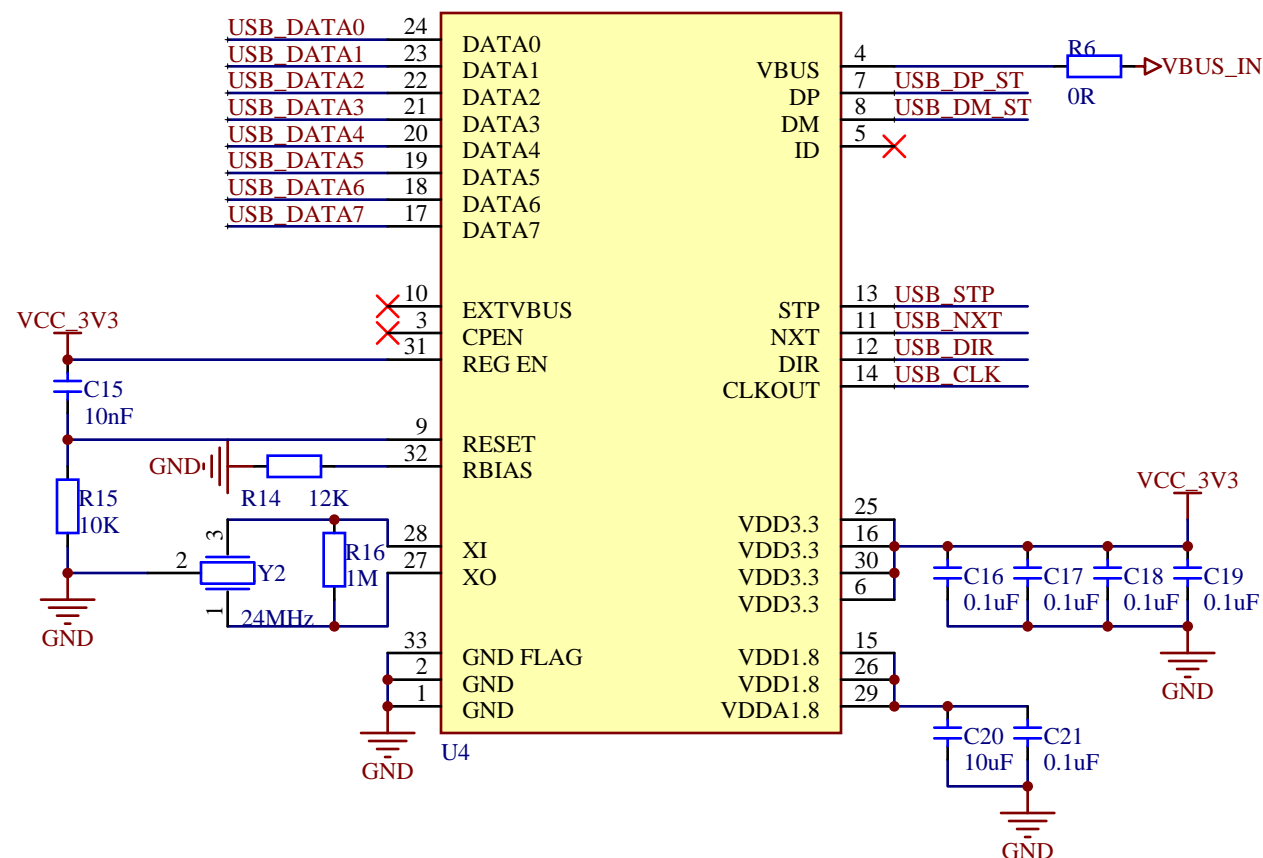 USB_DATA0 24 DATA0
USB_DATA1 23 DATA1
USB_DATA2 22 DATA2
USB_DATA3 21 DATA3
USB_DATA4 20 DATA4
USB_DATA5 19 DATA5
USB_DATA6 18 DATA6
USB_DATA7 17 DATA7
VBUS 4 R6 VBUS_IN
0R
DP 7 USB_DP_ST
DM 8 USB_DM_ST
ID 5
10 EXTVBUS
3 CPEN
VCC_3V3
31 REG EN
C15
10nF
STP 13 USB_STP
NXT 11 USB_NXT
DIR 12 USB_DIR
CLKOUT 14 USB_CLK
9 RESET
GND 32 RBIAS
R14 12K
R15
10K
GND
3
2
1
Y2
24MHz
R16
1M
28 XI
27 XO
VCC_3V3
VDD3.3 25
VDD3.3 16
VDD3.3 30
VDD3.3 6
C16 C17 C18 C19
0.1uF 0.1uF 0.1uF 0.1uF
GND
33 GND FLAG
2 GND
1 GND
GND
VDD1.8 15
VDD1.8 26
VDDA1.8 29
C20 C21
10uF 0.1uF
GND
U4